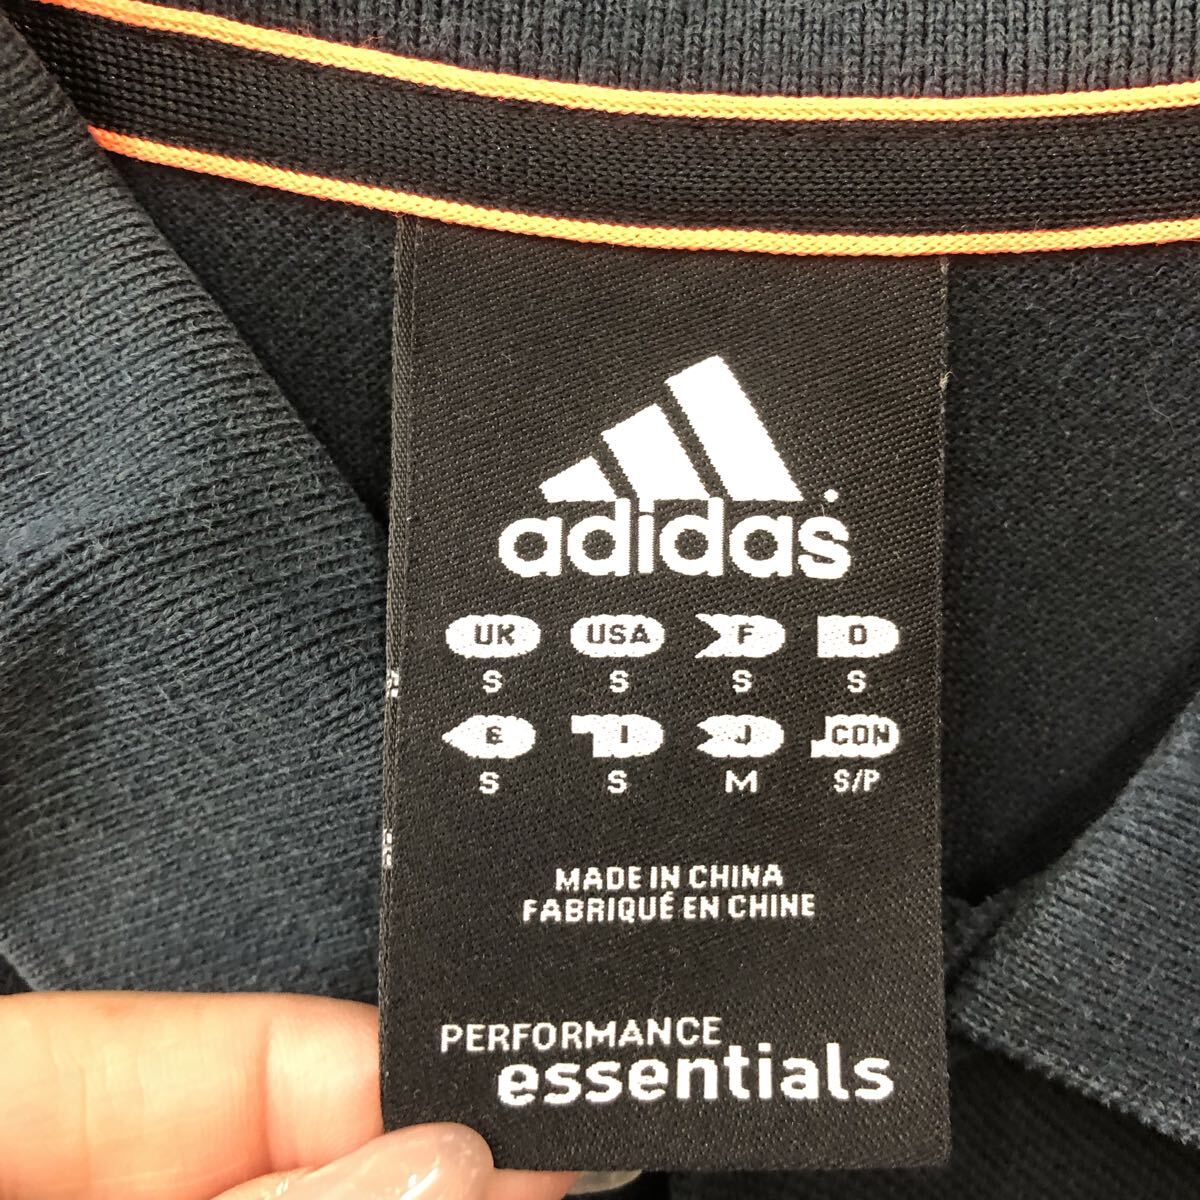 adidas
UK USA F D
S S S S
E I J CON
S S M S/P
MADE IN CHINA
FABRIQUÉ EN CHINE
PERFORMANCE
essentials